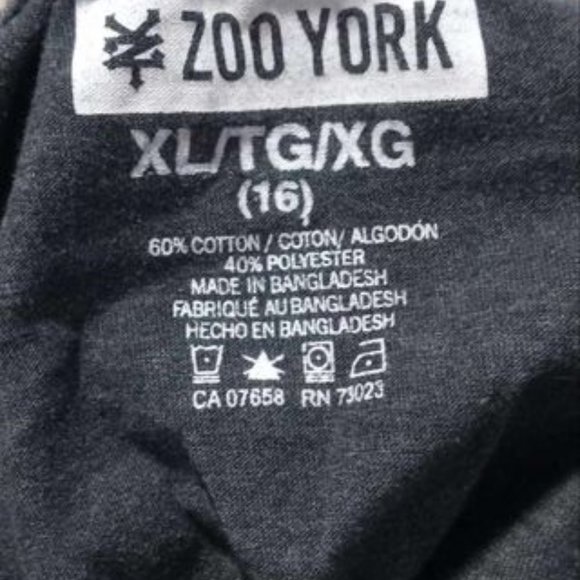 ZOO YORK
XL/TG/XG
(16)
60% COTTON / COTON/ ALGODÓN
40% POLYESTER
MADE IN BANGLADESH
FABRIQUÉ AU BANGLADESH
HECHO EN BANGLADESH
CA 07658 RN 73023